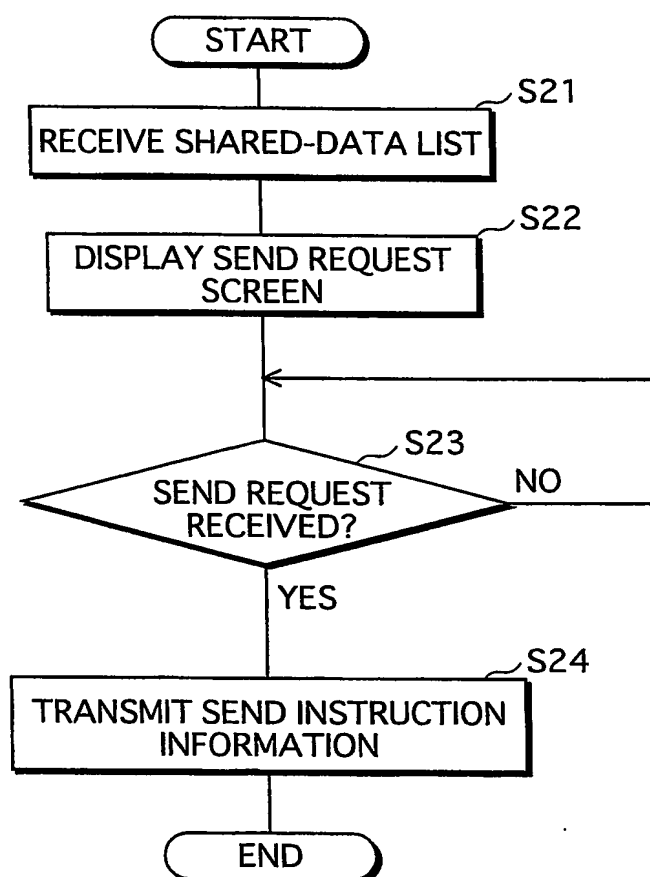 START
S21
RECEIVE SHARED-DATA LIST
S22
DISPLAY SEND REQUEST
SCREEN
S23
SEND REQUEST
RECEIVED?
NO
YES
S24
TRANSMIT SEND INSTRUCTION
INFORMATION
END